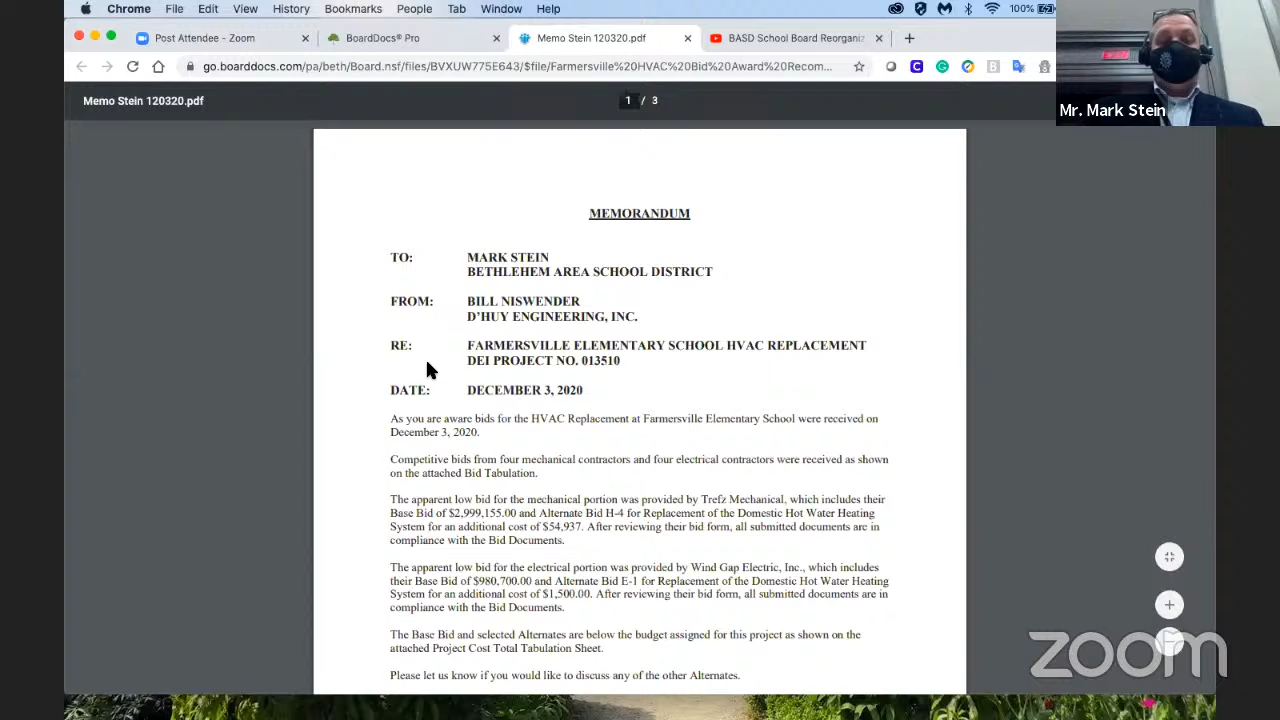 Chrome File Edit View History Bookmarks People Tab Window Help 100%
Post Attendee - Zoom BoardDocs® Pro Memo Stein 120320.pdf BASD School Board Reorganiz
go.boarddocs.com/pa/beth/Board.nsf/files/BVXUW775E643/$file/Farmersville%20HVAC%20Bid%20Award%20Recom...
Memo Stein 120320.pdf 1 / 3
Mr. Mark Stein
MEMORANDUM
TO: MARK STEIN
BETHLEHEM AREA SCHOOL DISTRICT
FROM: BILL NISWENDER
D'HUY ENGINEERING, INC.
RE: FARMERSVILLE ELEMENTARY SCHOOL HVAC REPLACEMENT
DEI PROJECT NO. 013510
DATE: DECEMBER 3, 2020
As you are aware bids for the HVAC Replacement at Farmersville Elementary School were received on
December 3, 2020.
Competitive bids from four mechanical contractors and four electrical contractors were received as shown
on the attached Bid Tabulation.
The apparent low bid for the mechanical portion was provided by Trefz Mechanical, which includes their
Base Bid of $2,999,155.00 and Alternate Bid H-4 for Replacement of the Domestic Hot Water Heating
System for an additional cost of $54,937. After reviewing their bid form, all submitted documents are in
compliance with the Bid Documents.
The apparent low bid for the electrical portion was provided by Wind Gap Electric, Inc., which includes
their Base Bid of $980,700.00 and Alternate Bid E-1 for Replacement of the Domestic Hot Water Heating
System for an additional cost of $1,500.00. After reviewing their bid form, all submitted documents are in
compliance with the Bid Documents.
The Base Bid and selected Alternates are below the budget assigned for this project as shown on the
attached Project Cost Total Tabulation Sheet.
Please let us know if you would like to discuss any of the other Alternates.
zoom